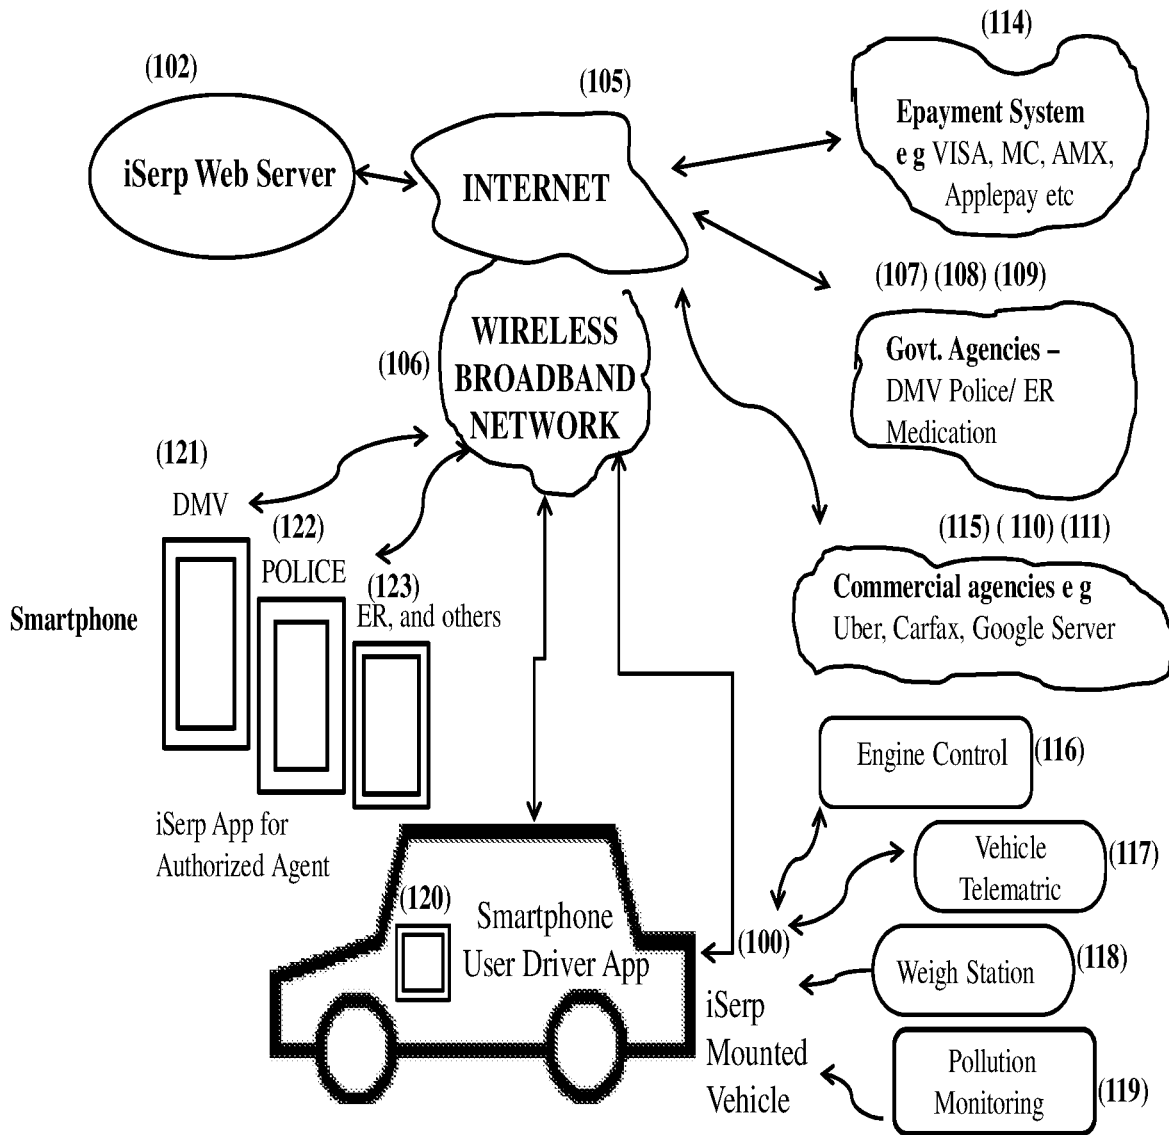 (114)
(102)
(105)
Epayment System
e g VISA, MC, AMX,
Applepay etc
iSerp Web Server
INTERNET
(107) (108) (109)
WIRELESS
BROADBAND
NETWORK
(106)
Govt. Agencies –
DMV Police/ ER
Medication
(121)
DMV
(122)
POLICE
(123)
ER, and others
Smartphone
(115) ( 110) (111)
Commercial agencies e g
Uber, Carfax, Google Server
Engine Control
(116)
iSerp App for
Authorized Agent
Vehicle
Telematric
(117)
(120)
Smartphone
User Driver App
(100)
iSerp
Mounted
Vehicle
Weigh Station
(118)
Pollution
Monitoring
(119)